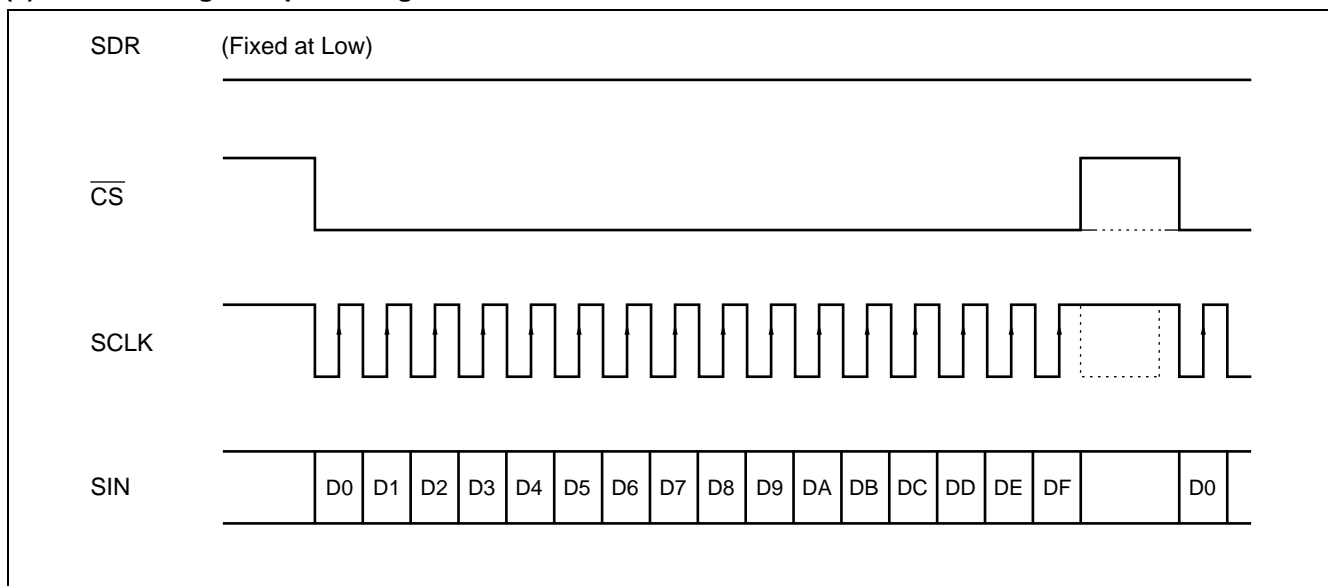 SDR (Fixed at Low)
CS
SCLK
SIN D0 D1 D2 D3 D4 D5 D6 D7 D8 D9 DA DB DC DD DE DF D0